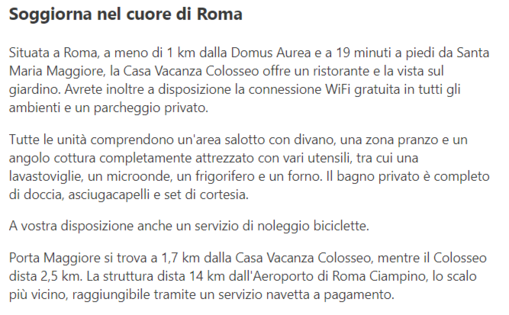 Soggiorna nel cuore di Roma
Situata a Roma, a meno di 1 km dalla Domus Aurea e a 19 minuti a piedi da Santa
Maria Maggiore, la Casa Vacanza Colosseo offre un ristorante e la vista sul
giardino. Avrete inoltre a disposizione la connessione WiFi gratuita in tutti gli
ambienti e un parcheggio privato.
Tutte le unità comprendono un'area salotto con divano, una zona pranzo e un
angolo cottura completamente attrezzato con vari utensili, tra cui una
lavastoviglie, un microonde, un frigorifero e un forno. Il bagno privato è completo
di doccia, asciugacapelli e set di cortesia.
A vostra disposizione anche un servizio di noleggio biciclette.
Porta Maggiore si trova a 1,7 km dalla Casa Vacanza Colosseo, mentre il Colosseo
dista 2,5 km. La struttura dista 14 km dall'Aeroporto di Roma Ciampino, lo scalo
più vicino, raggiungibile tramite un servizio navetta a pagamento.